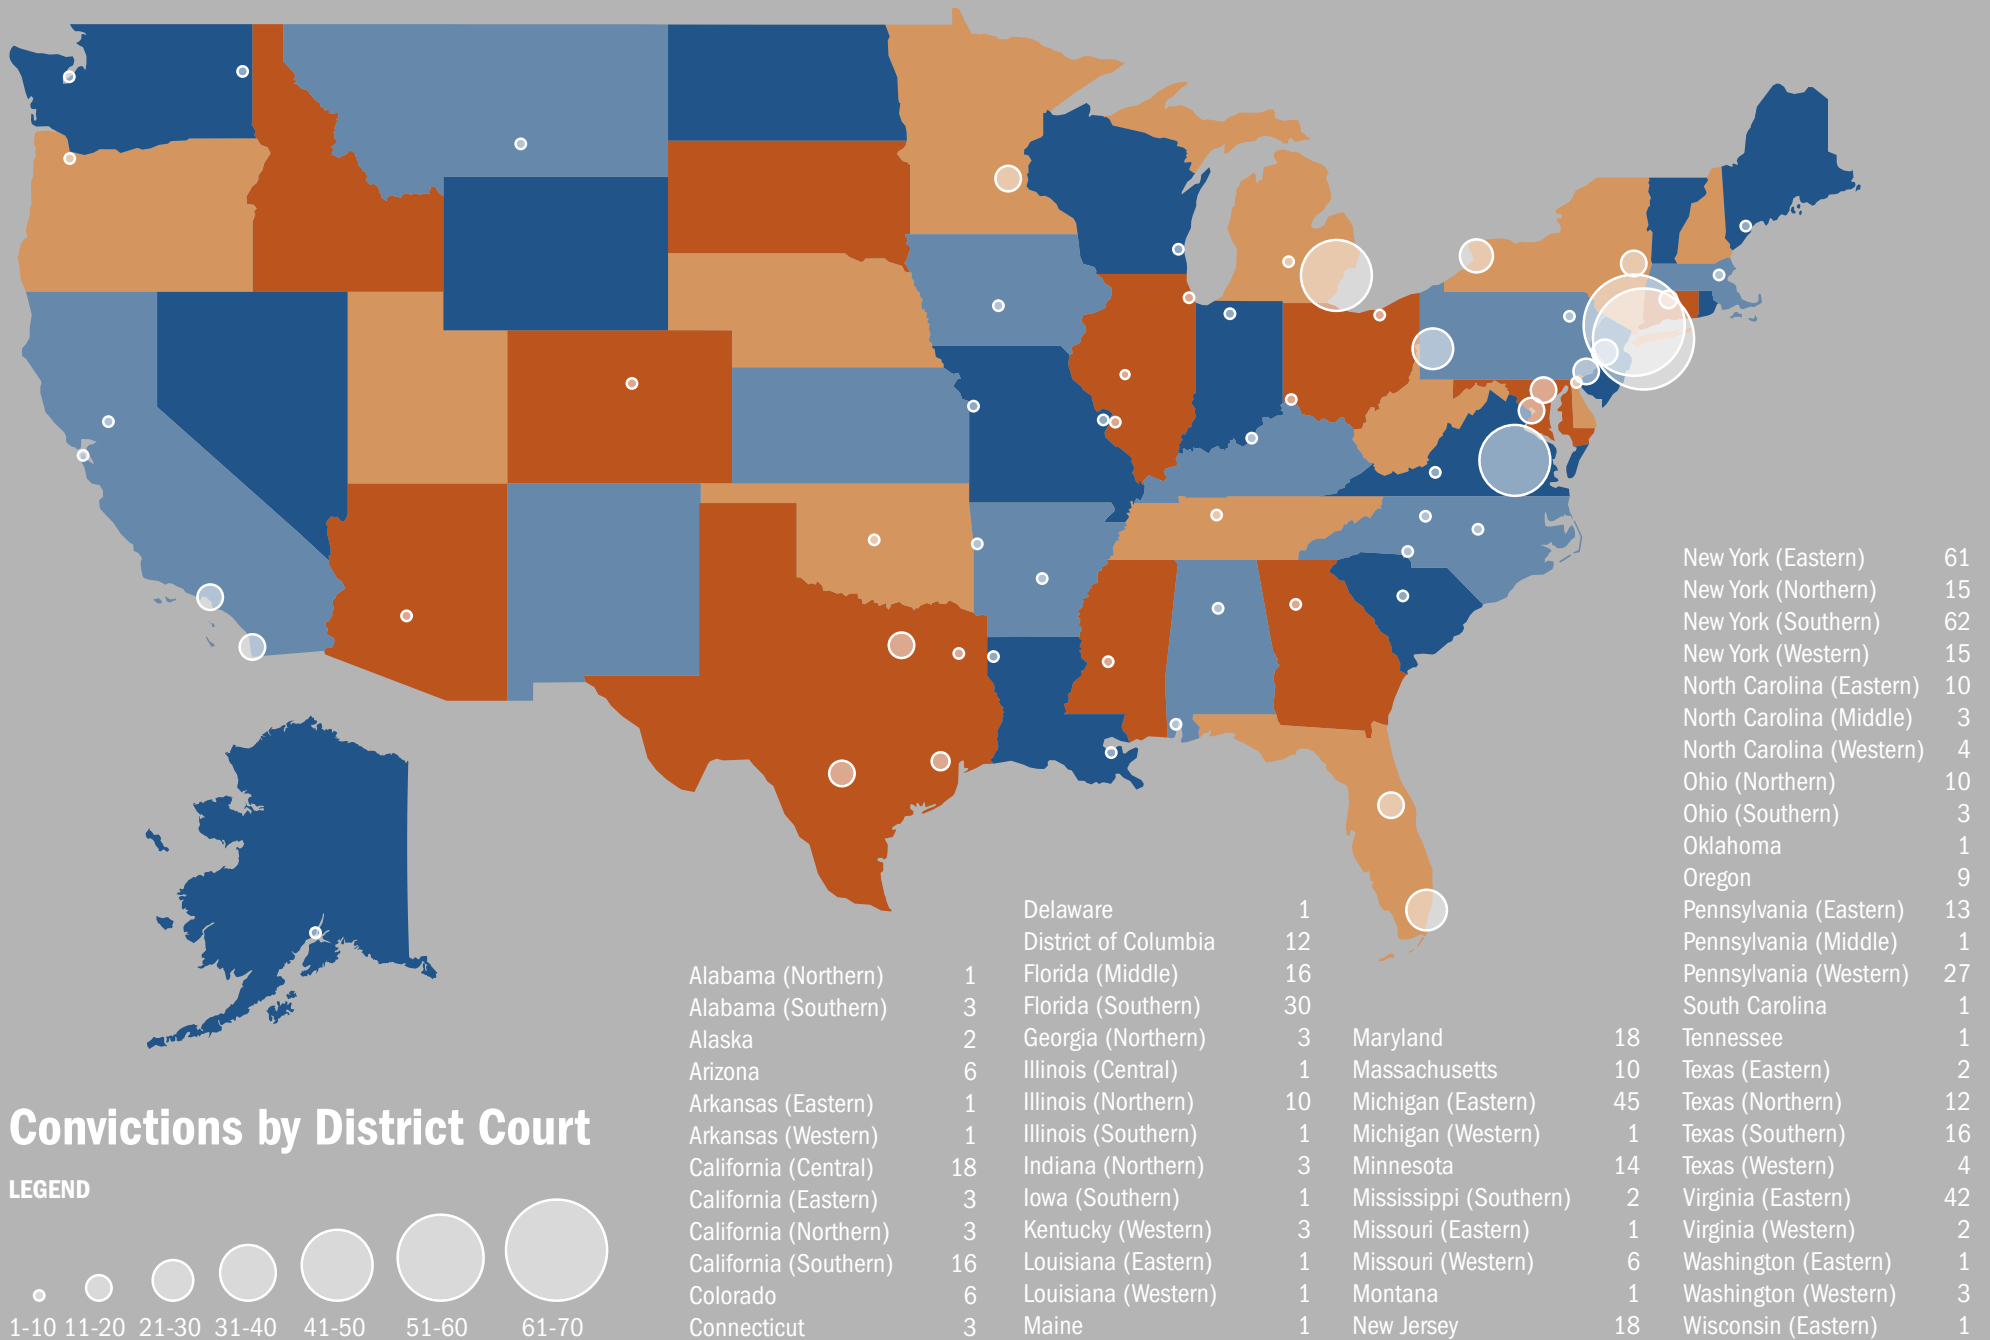 Convictions by District Court
LEGEND
1-10 11-20 21-30 31-40 41-50 51-60 61-70
Alabama (Northern) 1
Alabama (Southern) 3
Alaska 2
Arizona 6
Arkansas (Eastern) 1
Arkansas (Western) 1
California (Central) 18
California (Eastern) 3
California (Northern) 3
California (Southern) 16
Colorado 6
Connecticut 3
Delaware 1
District of Columbia 12
Florida (Middle) 16
Florida (Southern) 30
Georgia (Northern) 3
Illinois (Central) 1
Illinois (Northern) 10
Illinois (Southern) 1
Indiana (Northern) 3
Iowa (Southern) 1
Kentucky (Western) 3
Louisiana (Eastern) 1
Louisiana (Western) 1
Maine 1
Maryland 18
Massachusetts 10
Michigan (Eastern) 45
Michigan (Western) 1
Minnesota 14
Mississippi (Southern) 2
Missouri (Eastern) 1
Missouri (Western) 6
Montana 1
New Jersey 18
New York (Eastern) 61
New York (Northern) 15
New York (Southern) 62
New York (Western) 15
North Carolina (Eastern) 10
North Carolina (Middle) 3
North Carolina (Western) 4
Ohio (Northern) 10
Ohio (Southern) 3
Oklahoma 1
Oregon 9
Pennsylvania (Eastern) 13
Pennsylvania (Middle) 1
Pennsylvania (Western) 27
South Carolina 1
Tennessee 1
Texas (Eastern) 2
Texas (Northern) 12
Texas (Southern) 16
Texas (Western) 4
Virginia (Eastern) 42
Virginia (Western) 2
Washington (Eastern) 1
Washington (Western) 3
Wisconsin (Eastern) 1